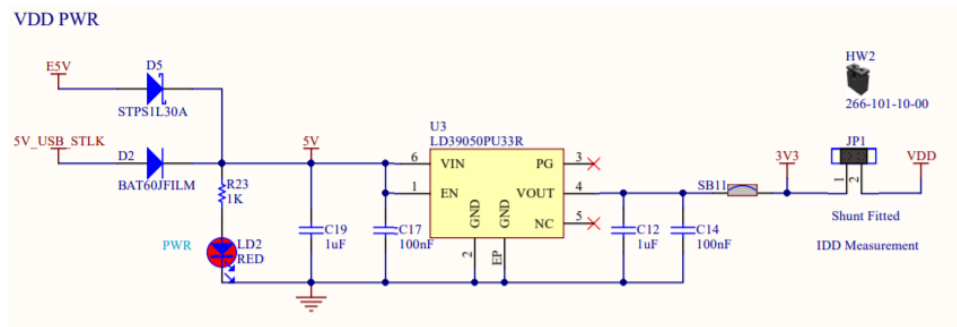 VDD PWR
E5V
D5
STPS1L30A
5V_USB_STLK
D2
BAT60JFILM
R23
1K
PWR
LD2
RED
5V
C19
1uF
C17
100nF
U3
LD39050PU33R
6
VIN
1
EN
GND
2
GND
EP
PG
3
VOUT
4
NC
5
C12
1uF
C14
100nF
SB11
3V3
HW2
266-101-10-00
JP1
1
2
VDD
Shunt Fitted
IDD Measurement